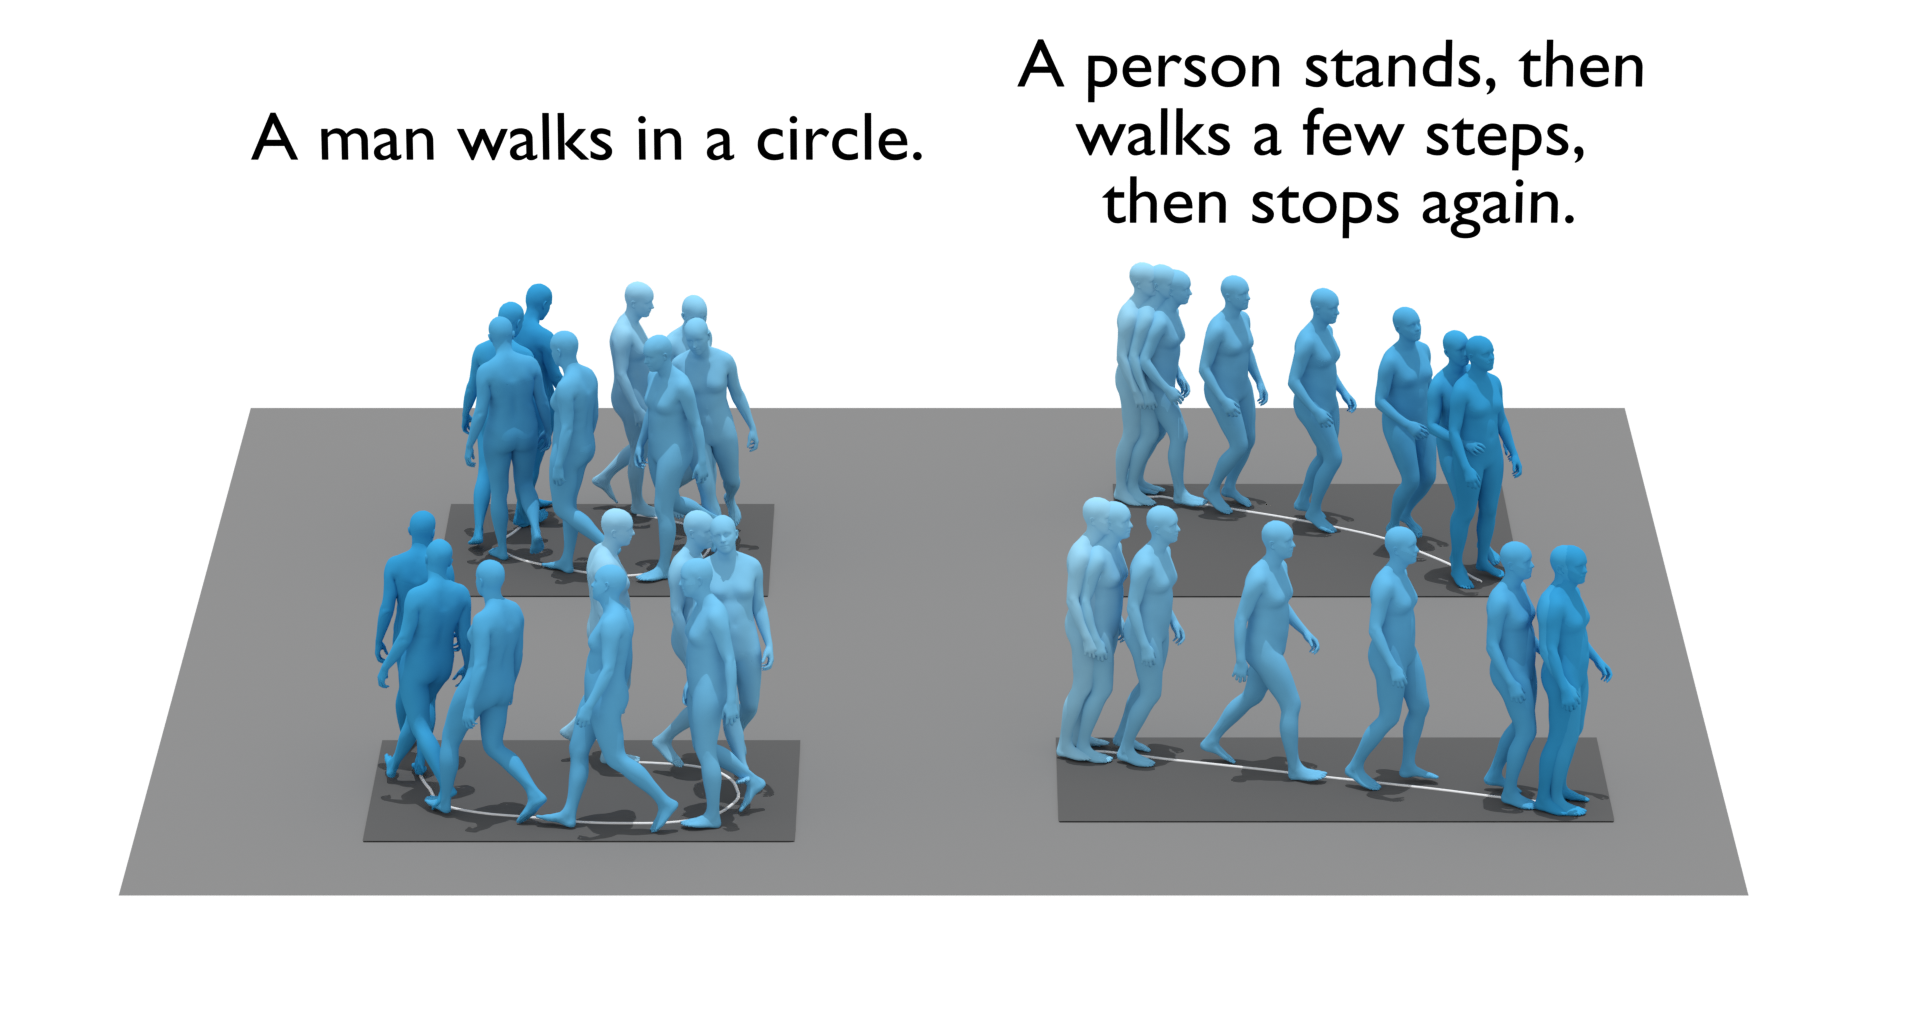 A man walks in a circle.
A person stands, then
walks a few steps,
then stops again.